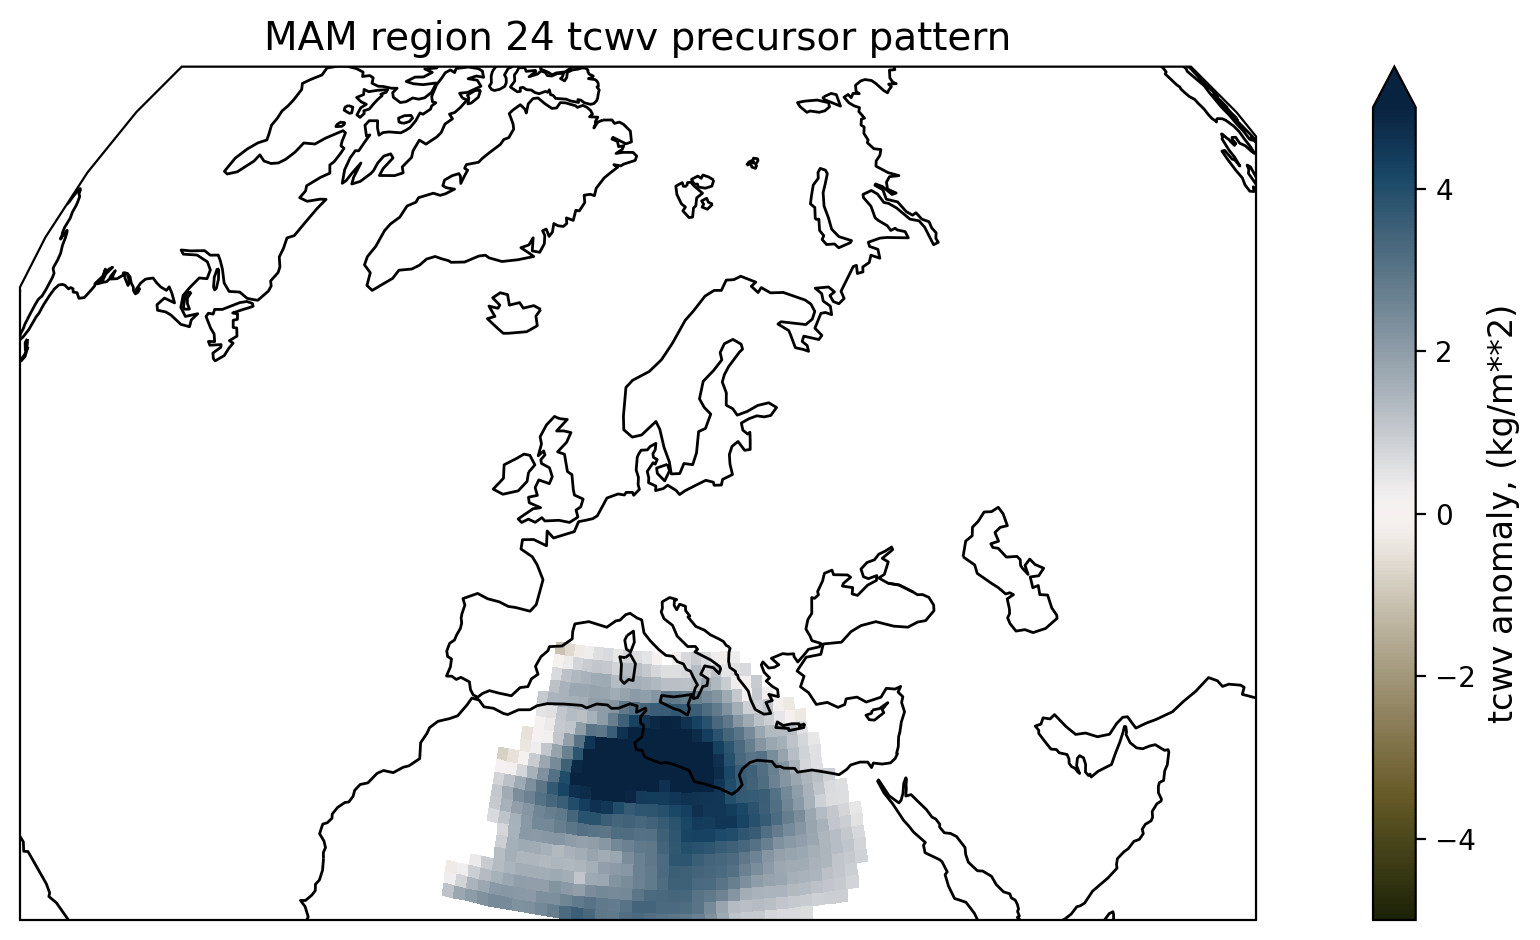 MAM region 24 tcwv precursor pattern
4
2
0
−2
−4
tcwv anomaly, (kg/m**2)